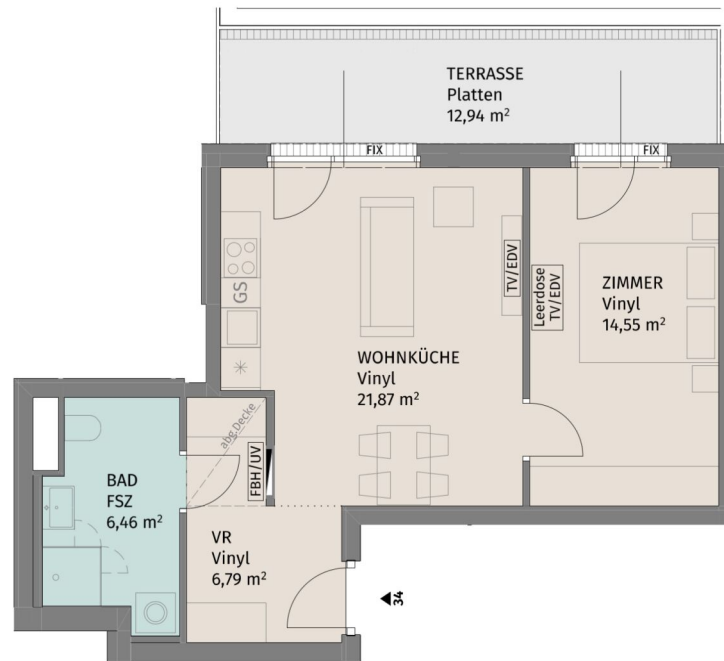 TERRASSE
Platten
12,94 m²
FIX
FIX
GS
TV/EDV
Leerdose
TV/EDV
ZIMMER
Vinyl
14,55 m²
WOHNKÜCHE
Vinyl
21,87 m²
abg.Decke
FBH/UV
BAD
FSZ
6,46 m²
VR
Vinyl
6,79 m²
34